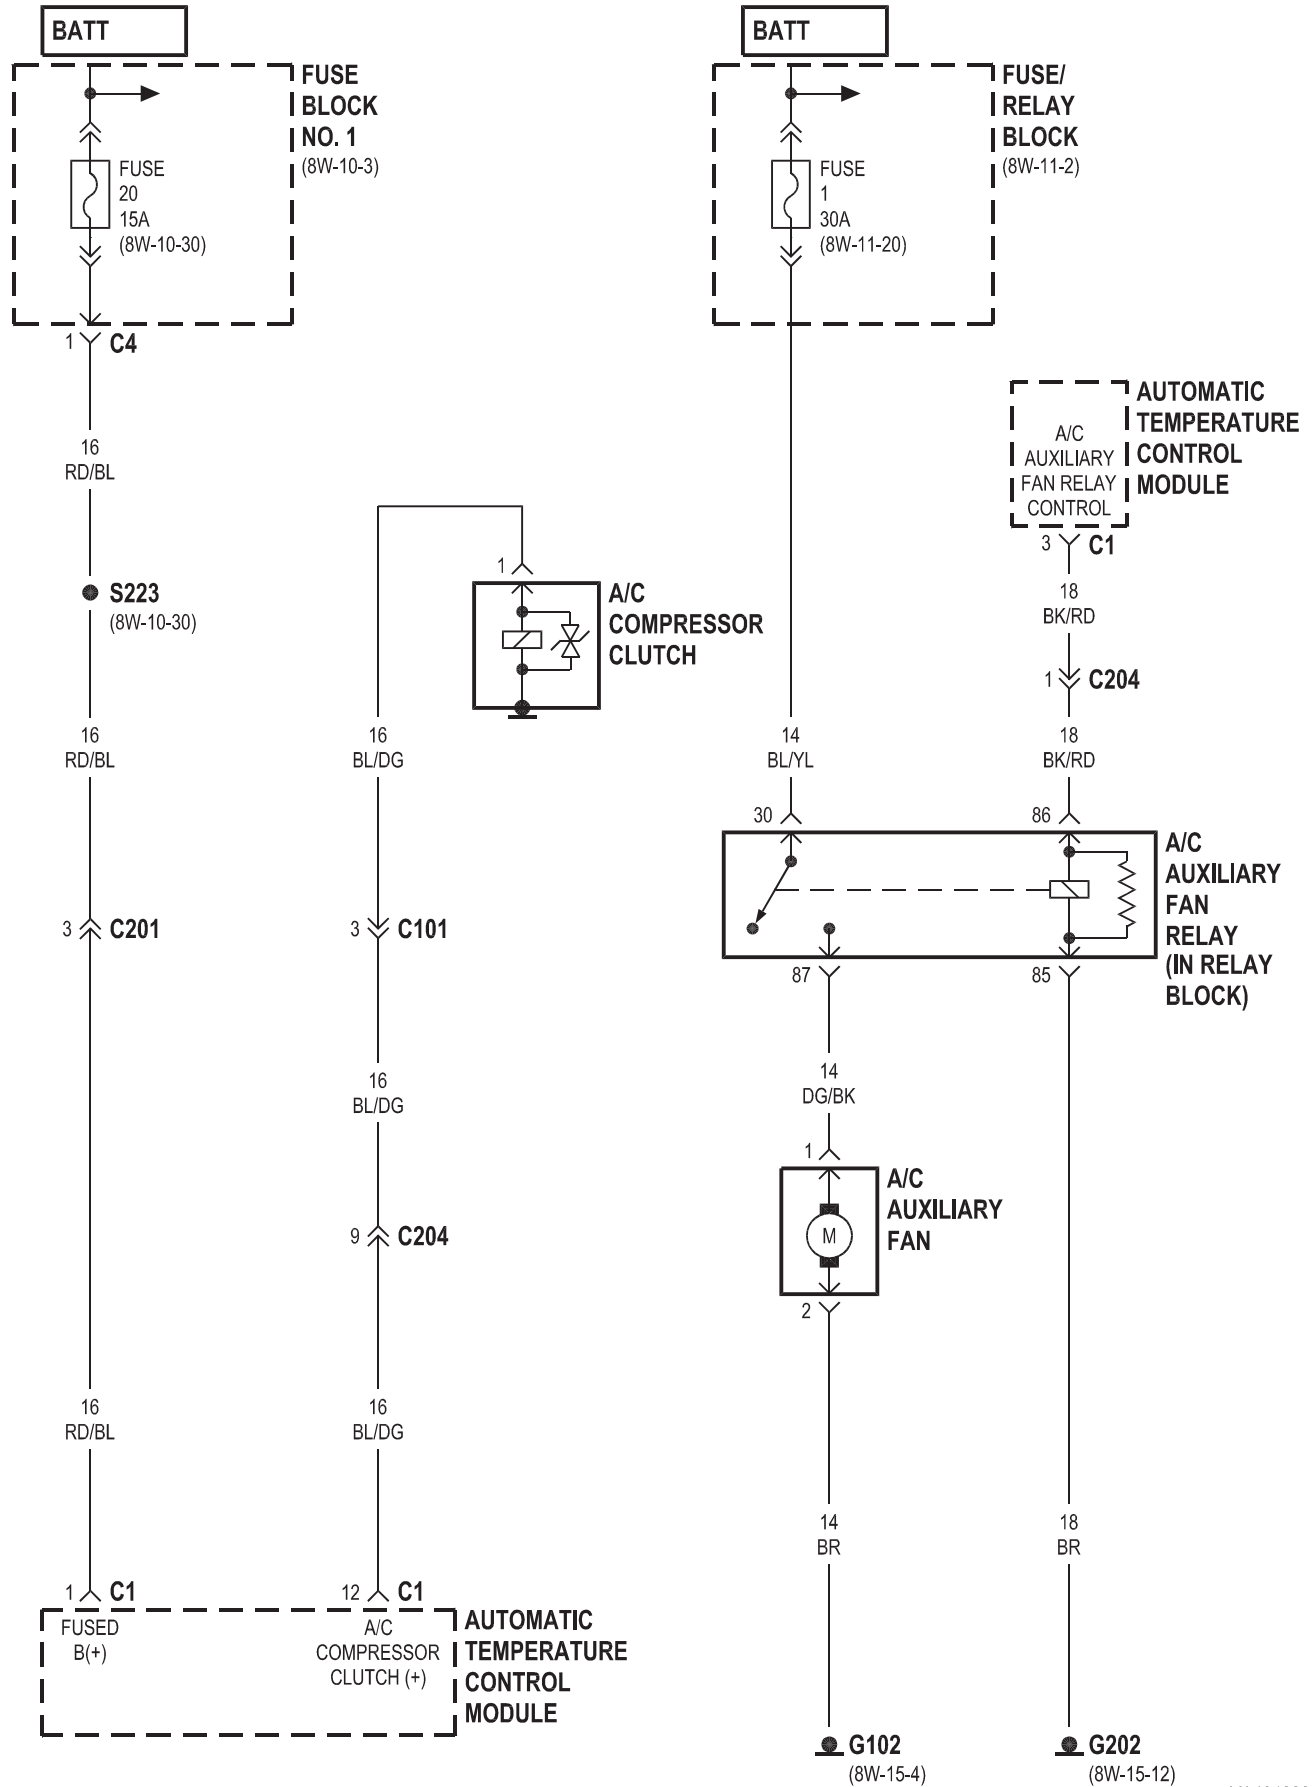 BATT
FUSE
BLOCK
NO. 1
(8W-10-3)
FUSE
20
15A
(8W-10-30)
1
C4
16
RD/BL
S223
(8W-10-30)
16
RD/BL
3
C201
16
RD/BL
1
C1
FUSED
B(+)
1
A/C
COMPRESSOR
CLUTCH
16
BL/DG
3
C101
16
BL/DG
9
C204
16
BL/DG
12
C1
A/C
COMPRESSOR
CLUTCH (+)
AUTOMATIC
TEMPERATURE
CONTROL
MODULE
BATT
FUSE/
RELAY
BLOCK
(8W-11-2)
FUSE
1
30A
(8W-11-20)
14
BL/YL
30
A/C
AUXILIARY
FAN RELAY
CONTROL
AUTOMATIC
TEMPERATURE
CONTROL
MODULE
3
C1
18
BK/RD
1
C204
18
BK/RD
86
A/C
AUXILIARY
FAN
RELAY
(IN RELAY
BLOCK)
87
85
14
DG/BK
1
A/C
AUXILIARY
FAN
M
2
14
BR
18
BR
G102
(8W-15-4)
G202
(8W-15-12)